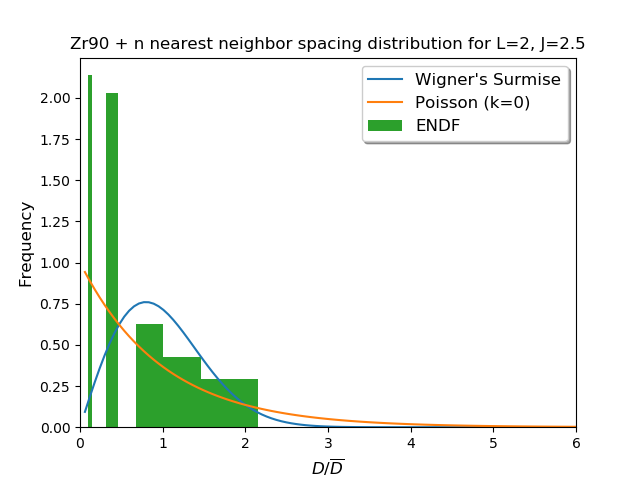 Zr90 + n nearest neighbor spacing distribution for L=2, J=2.5
Wigner's Surmise
Poisson (k=0)
ENDF
Frequency
2.00
1.75
1.50
1.25
1.00
0.75
0.50
0.25
0.00
0 1 2 3 4 5 6
D/D̅